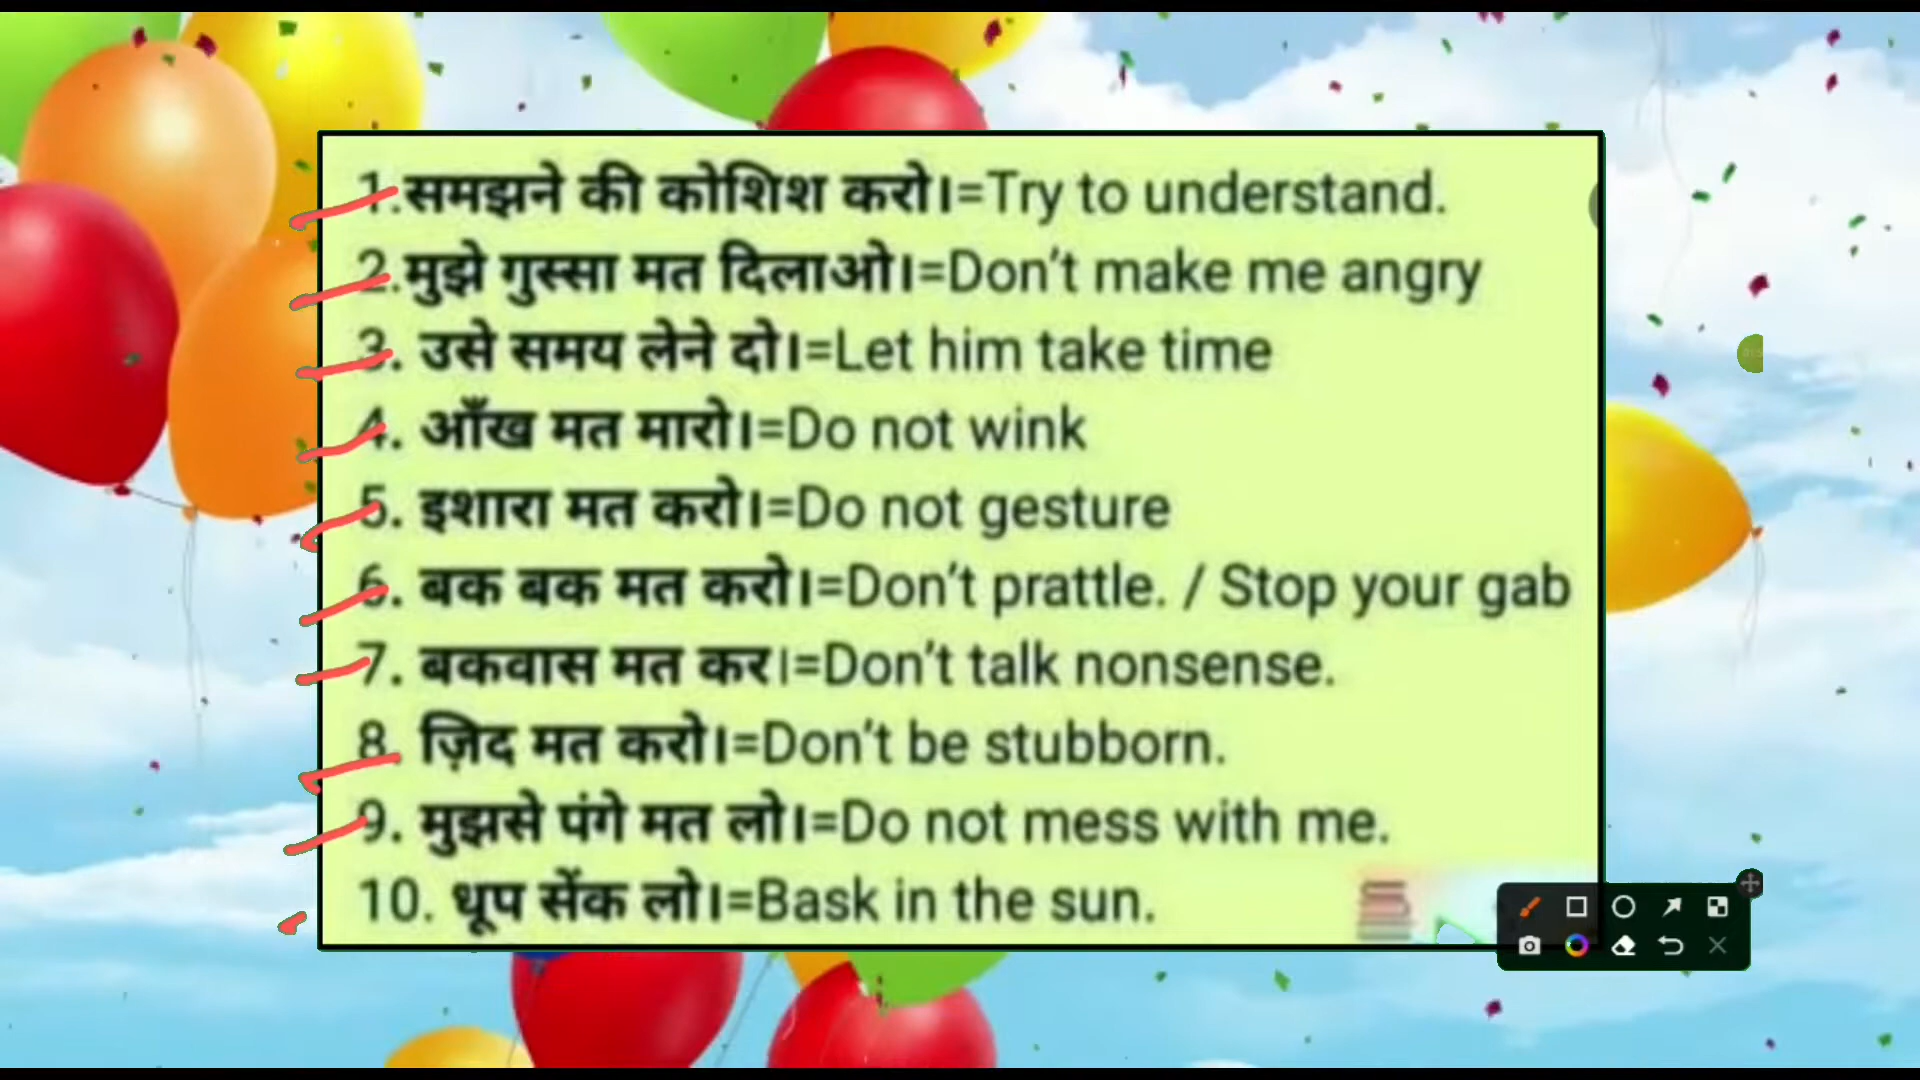 1.समझने की कोशिश करो।=Try to understand.
2.मुझे गुस्सा मत दिलाओ।=Don't make me angry
3. उसे समय लेने दो।=Let him take time
4. आँख मत मारो।=Do not wink
5. इशारा मत करो।=Do not gesture
6. बक बक मत करो।=Don't prattle. / Stop your gab
7. बकवास मत कर।=Don't talk nonsense.
8. ज़िद मत करो।=Don't be stubborn.
9. मुझसे पंगे मत लो।=Do not mess with me.
10. धूप सेंक लो।=Bask in the sun.